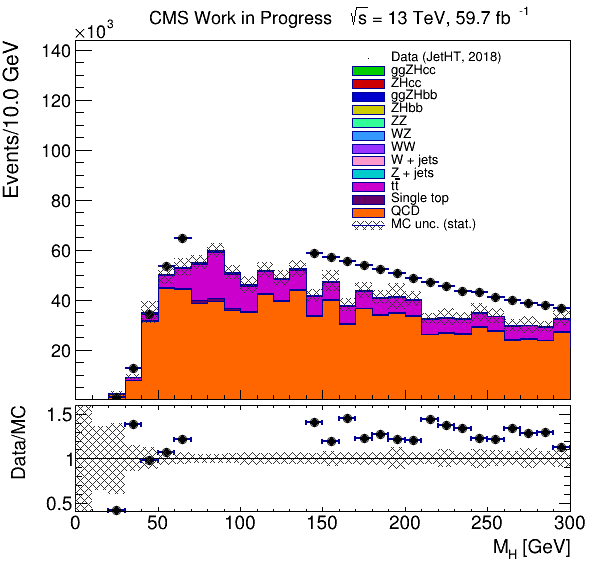 CMS Work in Progress √s = 13 TeV, 59.7 fb⁻¹
×10³
Events/10.0 GeV
140
120
100
80
60
40
20
Data (JetHT, 2018)
ggZHcc
ZHcc
ggZHbb
ZHbb
ZZ
WZ
WW
W + jets
Z + jets
tt̅
Single top
QCD
MC unc. (stat.)
Data/MC
1.5
1
0.5
0 50 100 150 200 250 300
M_H [GeV]